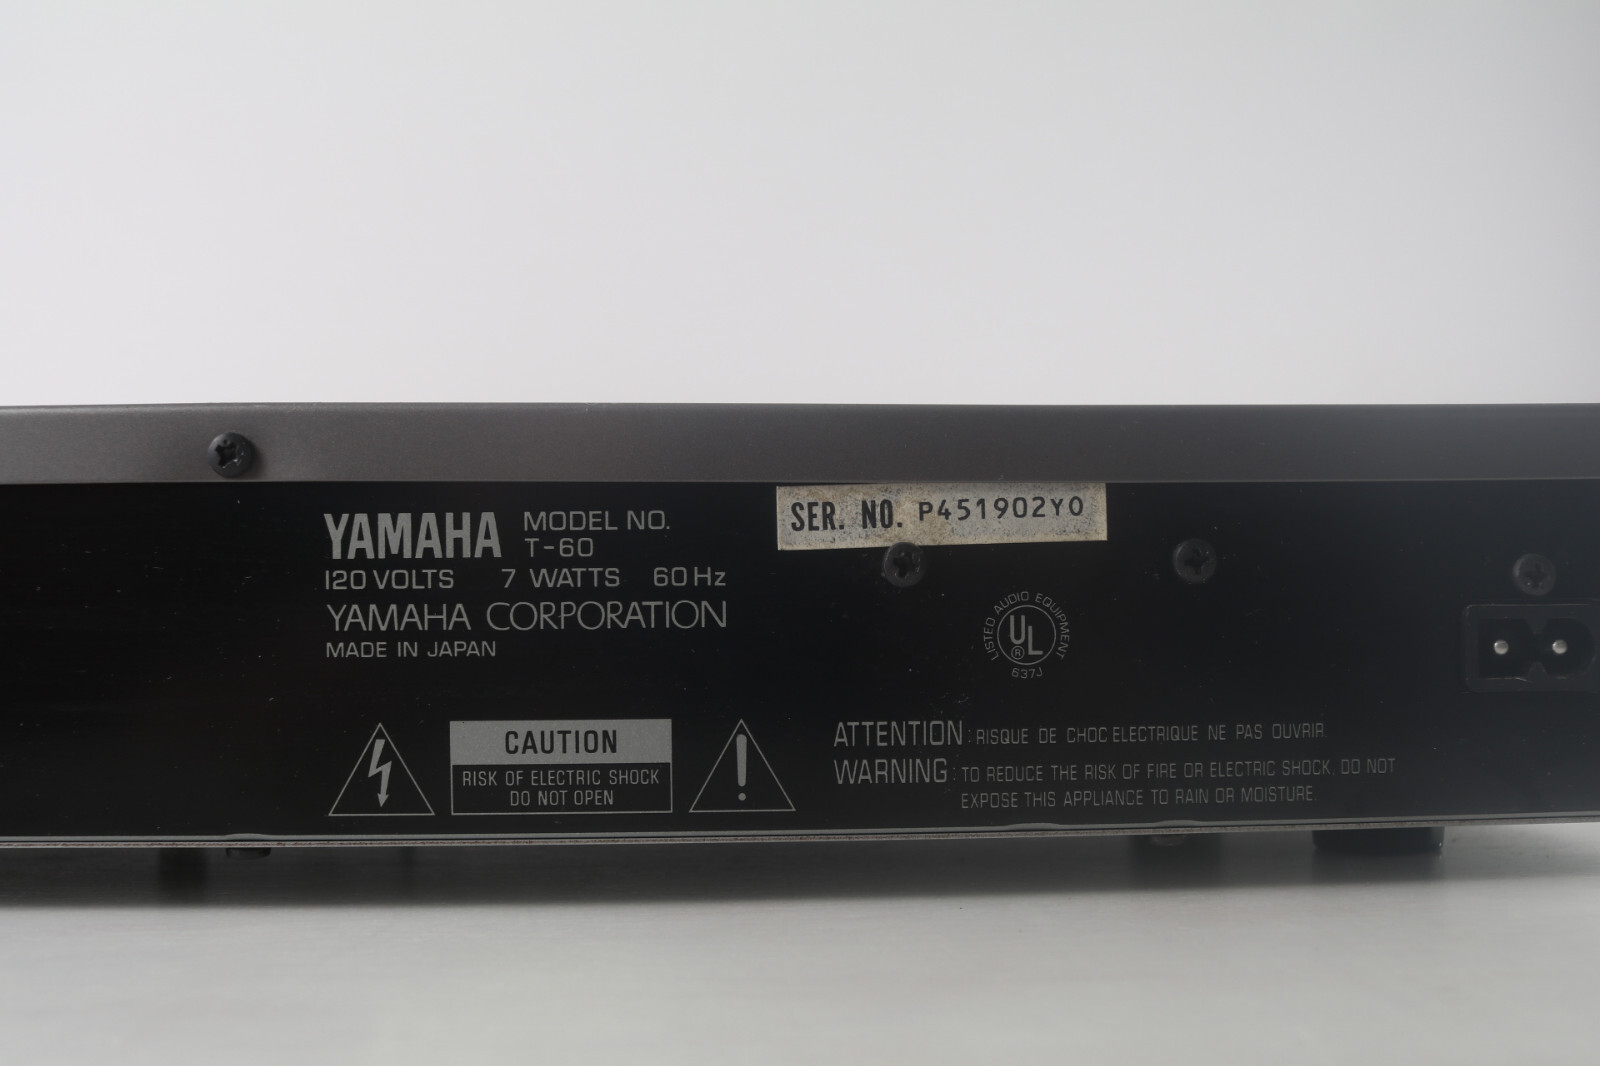 YAMAHA MODEL NO.
T-60
120 VOLTS 7 WATTS 60 Hz
YAMAHA CORPORATION
MADE IN JAPAN
SER. NO. P451902Y0
LISTED AUDIO EQUIPMENT
UL
®
637J
CAUTION
RISK OF ELECTRIC SHOCK
DO NOT OPEN
ATTENTION : RISQUE DE CHOC ELECTRIQUE NE PAS OUVRIR.
WARNING : TO REDUCE THE RISK OF FIRE OR ELECTRIC SHOCK, DO NOT
EXPOSE THIS APPLIANCE TO RAIN OR MOISTURE.